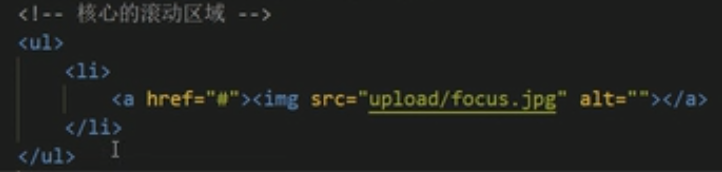 <!-- 核心的滚动区域 -->
<ul>
<li>
<a href="#"><img src="upload/focus.jpg" alt=""></a>
</li>
</ul>